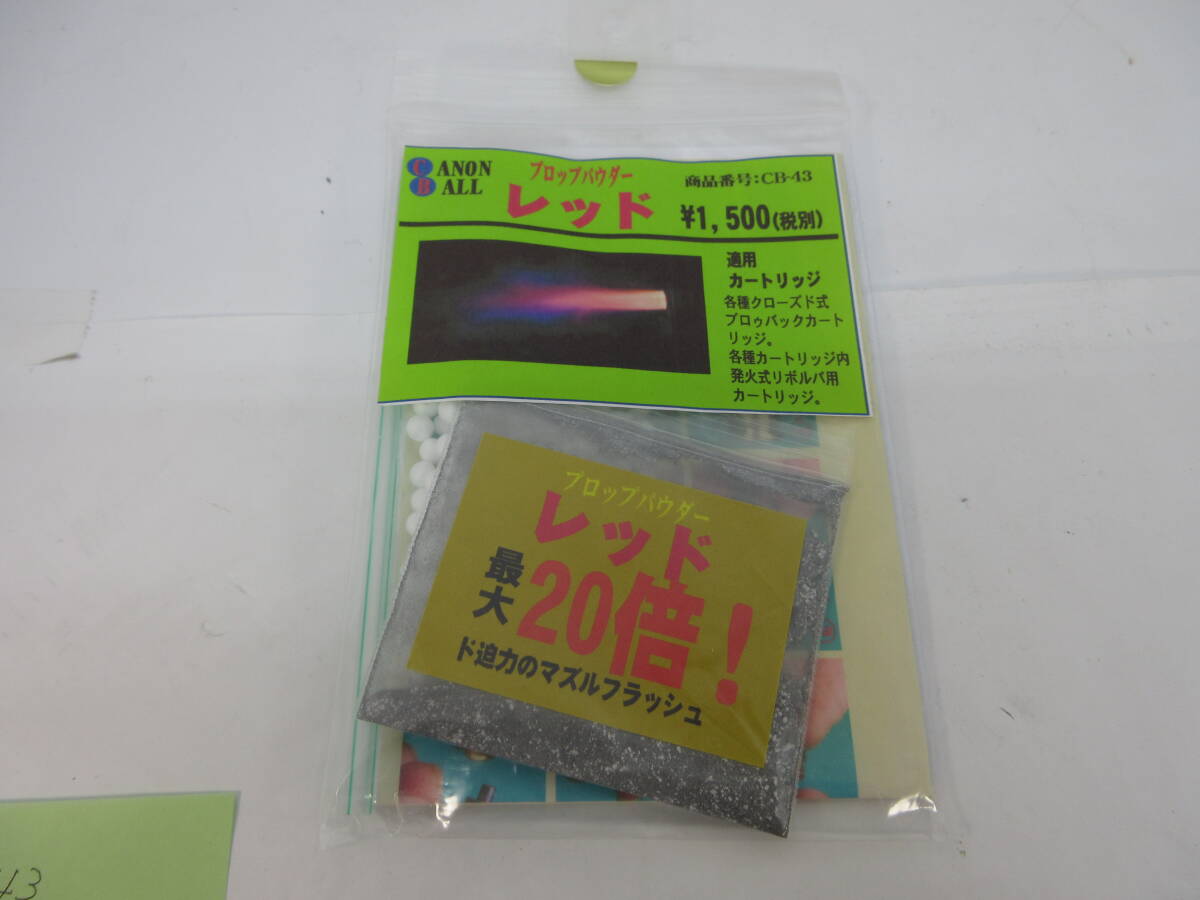 CANON
BALL
プロップパウダー
レッド
商品番号:CB-43
¥1,500(税別)
適用
カートリッジ
各種クローズド式
ブロゥバックカート
リッジ。
各種カートリッジ内
発火式リボルバ用
カートリッジ。
プロップパウダー
レッド
最大20倍!
ド迫力のマズルフラッシュ
43